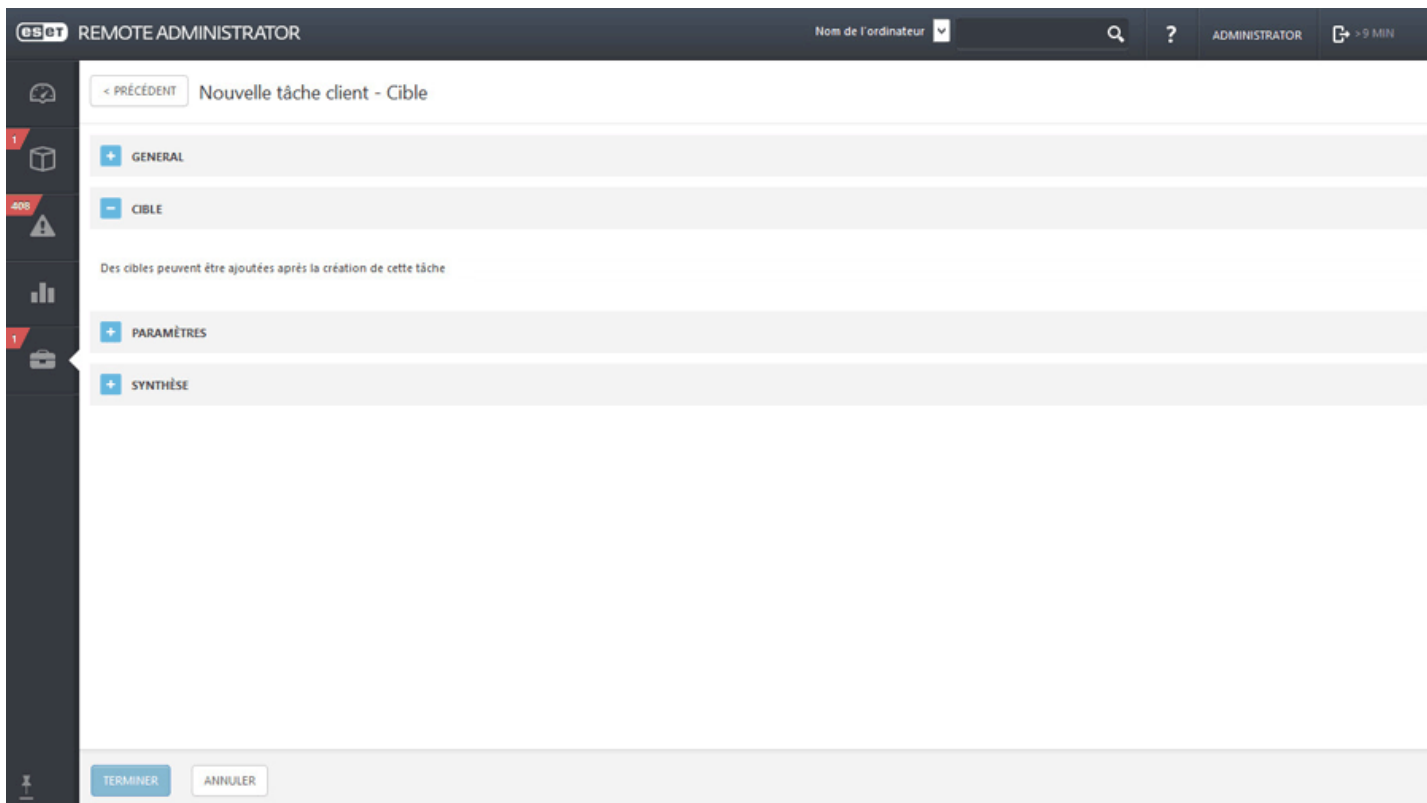 eset REMOTE ADMINISTRATOR
Nom de l'ordinateur
?
ADMINISTRATOR
>9 MIN
< PRÉCÉDENT
Nouvelle tâche client - Cible
1
+ GENERAL
408
− CIBLE
Des cibles peuvent être ajoutées après la création de cette tâche
1
+ PARAMÈTRES
+ SYNTHÈSE
TERMINER
ANNULER